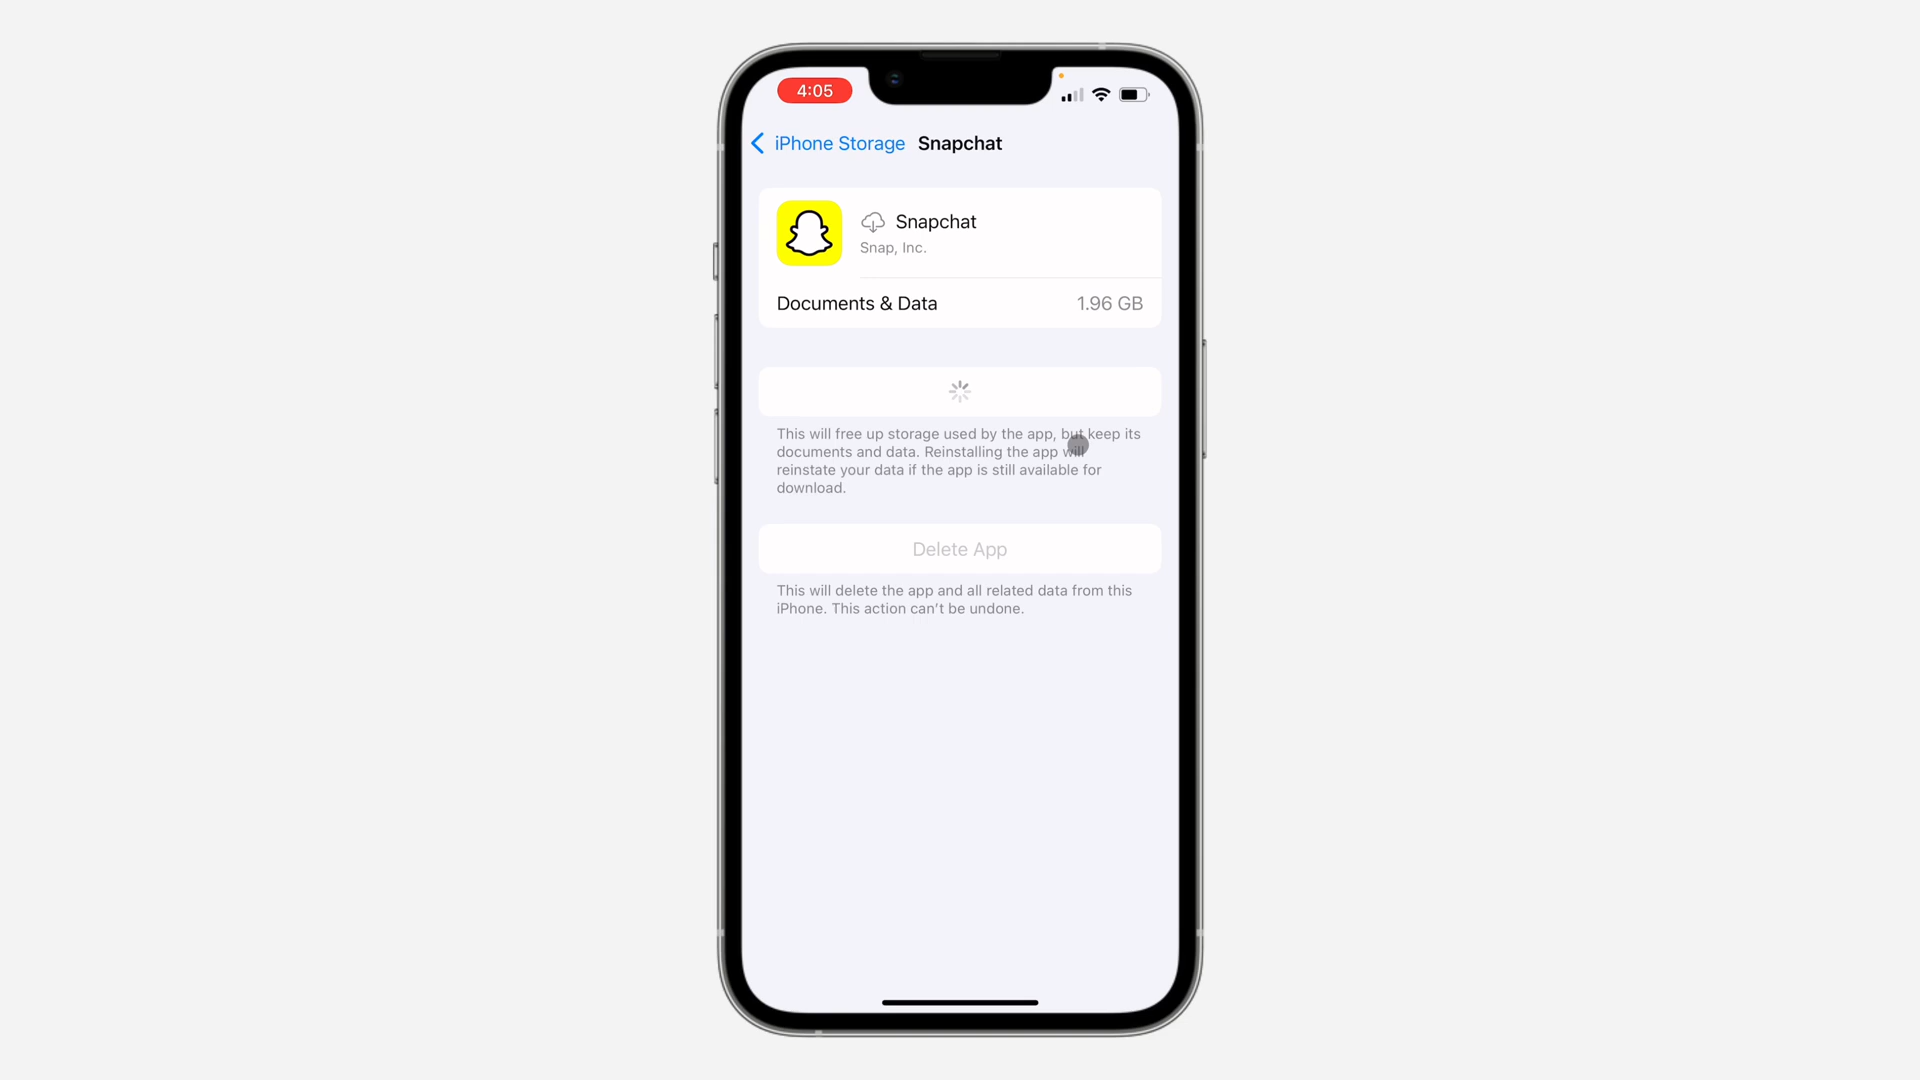 4:05
iPhone Storage Snapchat
Snapchat
Snap, Inc.
Documents & Data 1.96 GB
This will free up storage used by the app, but keep its
documents and data. Reinstalling the app will
reinstate your data if the app is still available for
download.
Delete App
This will delete the app and all related data from this
iPhone. This action can't be undone.